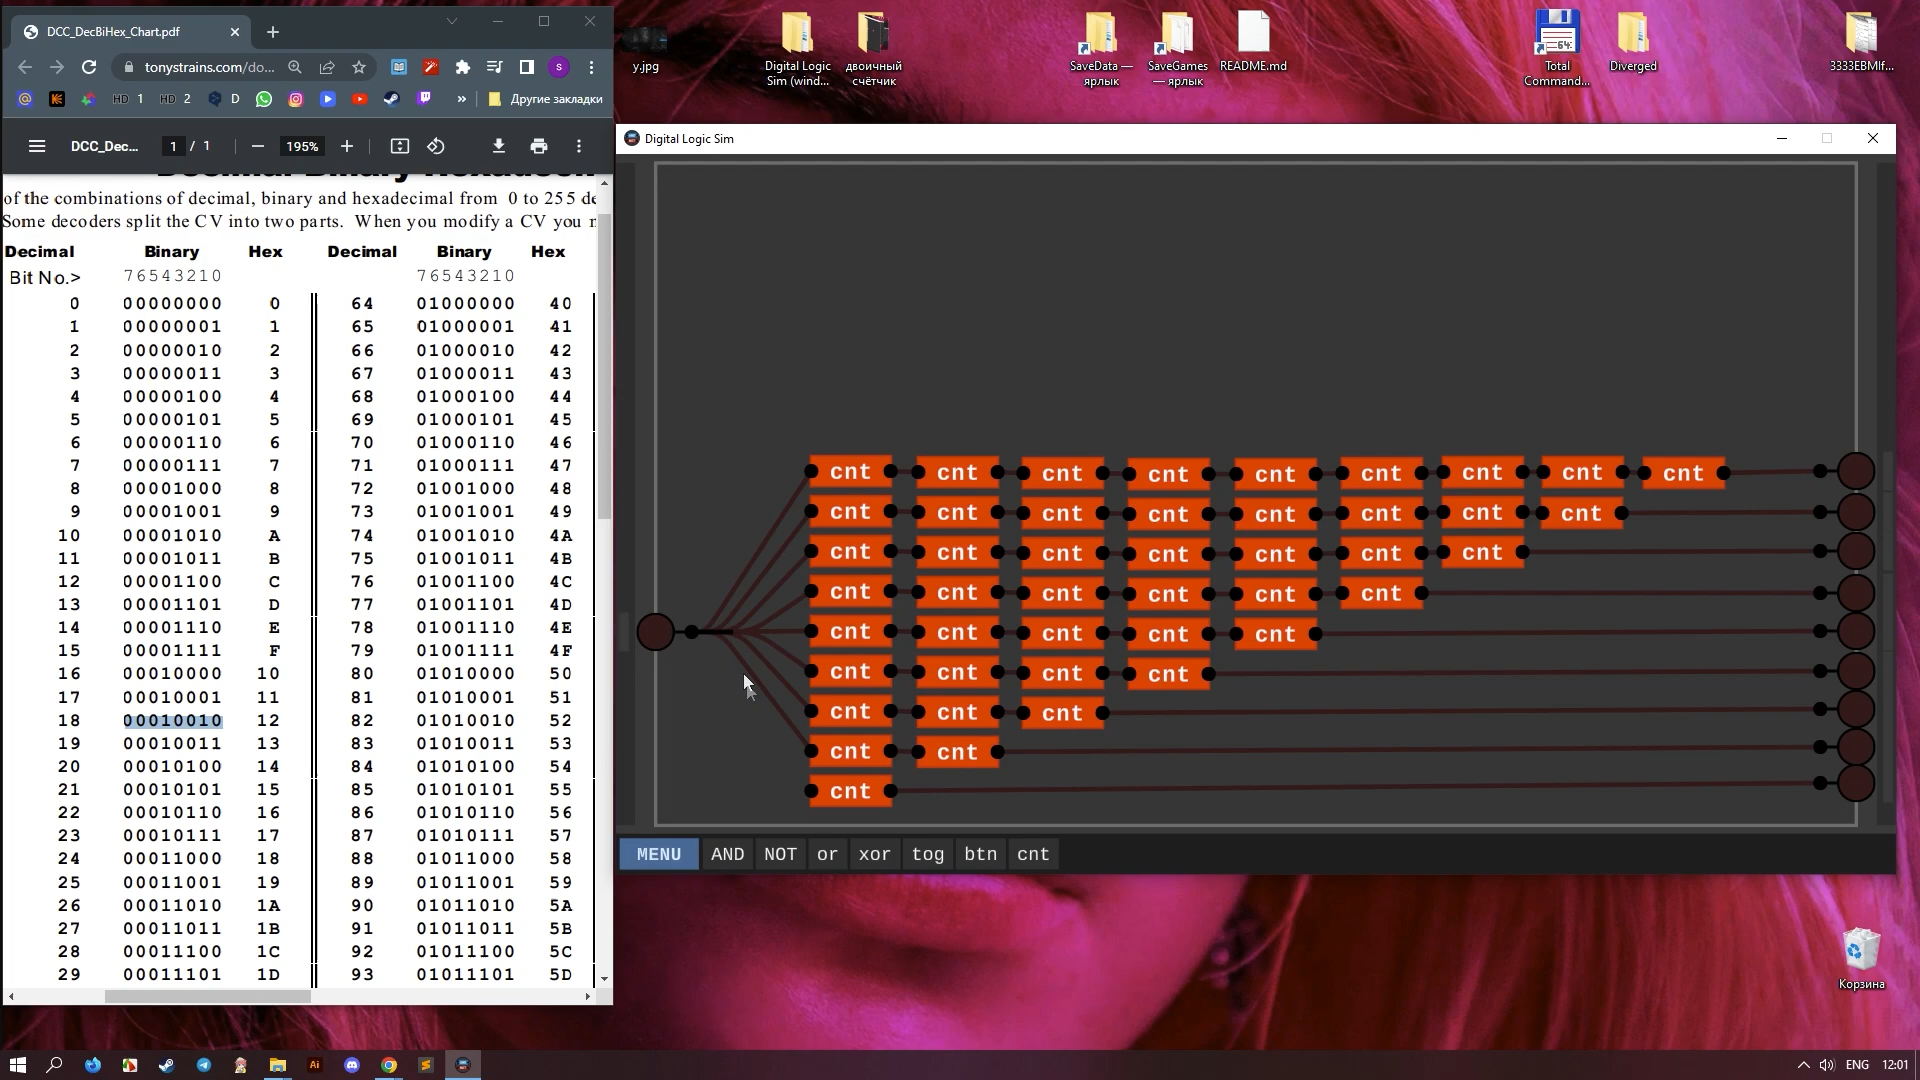 DCC_DecBiHex_Chart.pdf
tonystrains.com/do...
HD 1
HD 2
D
Другие закладки
DCC_Dec...
1 / 1
195%
of the combinations of decimal, binary and hexadecimal from 0 to 255 de
Some decoders split the CV into two parts. When you modify a CV you
Decimal Binary Hex Decimal Binary Hex
Bit No.> 76543210 76543210
0 00000000 0 64 01000000 40
1 00000001 1 65 01000001 41
2 00000010 2 66 01000010 42
3 00000011 3 67 01000011 43
4 00000100 4 68 01000100 44
5 00000101 5 69 01000101 45
6 00000110 6 70 01000110 46
7 00000111 7 71 01000111 47
8 00001000 8 72 01001000 48
9 00001001 9 73 01001001 49
10 00001010 A 74 01001010 4A
11 00001011 B 75 01001011 4B
12 00001100 C 76 01001100 4C
13 00001101 D 77 01001101 4D
14 00001110 E 78 01001110 4E
15 00001111 F 79 01001111 4F
16 00010000 10 80 01010000 50
17 00010001 11 81 01010001 51
18 00010010 12 82 01010010 52
19 00010011 13 83 01010011 53
20 00010100 14 84 01010100 54
21 00010101 15 85 01010101 55
22 00010110 16 86 01010110 56
23 00010111 17 87 01010111 57
24 00011000 18 88 01011000 58
25 00011001 19 89 01011001 59
26 00011010 1A 90 01011010 5A
27 00011011 1B 91 01011011 5B
28 00011100 1C 92 01011100 5C
29 00011101 1D 93 01011101 5D
y.jpg
Digital Logic
Sim (wind...
двоичный
счётчик
SaveData —
ярлык
SaveGames
— ярлык
README.md
64
Total
Command...
Diverged
3333EBMIf...
Digital Logic Sim
cnt cnt cnt cnt cnt cnt cnt cnt cnt
cnt cnt cnt cnt cnt cnt cnt cnt
cnt cnt cnt cnt cnt cnt cnt
cnt cnt cnt cnt cnt cnt
cnt cnt cnt cnt cnt
cnt cnt cnt cnt
cnt cnt cnt
cnt cnt
cnt
MENU AND NOT or xor tog btn cnt
Корзина
Ai
ENG
12:01